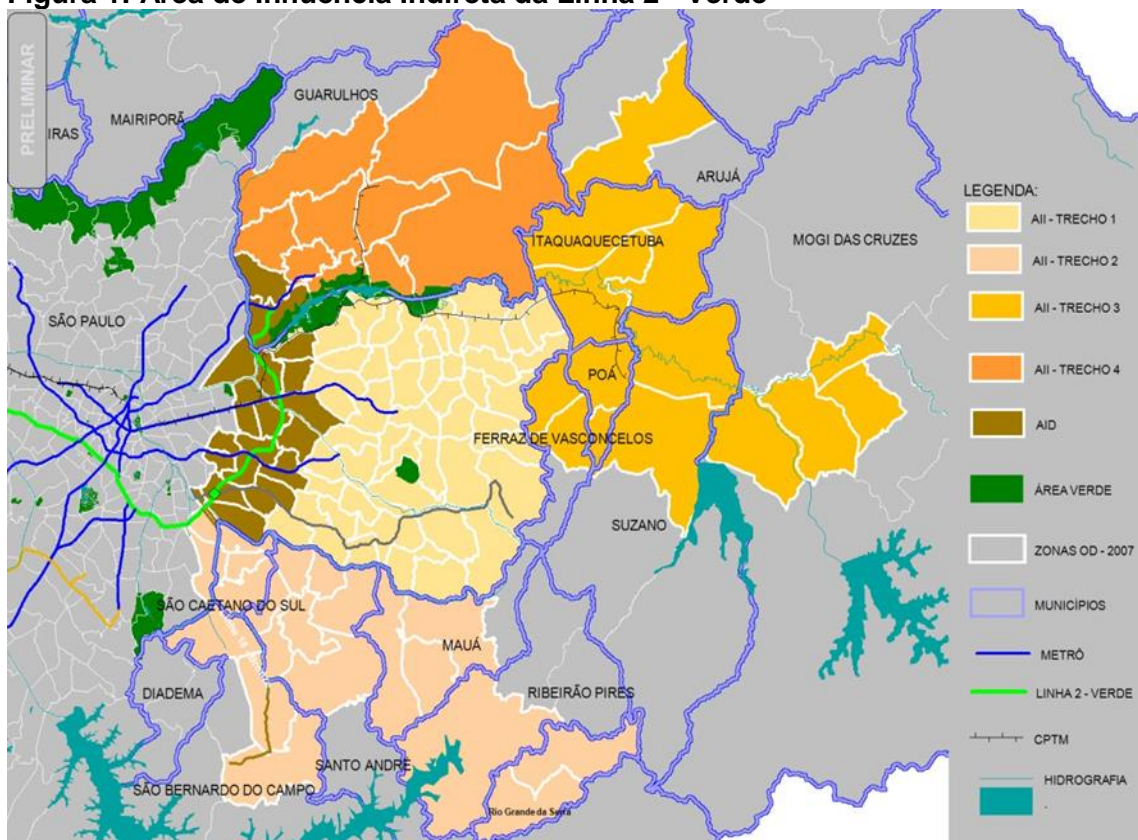 Figura 1: Área de Influência Indireta da Linha 2 - Verde
PRELIMINAR
IRAS
MAIRIPORÃ
GUARULHOS
ARUJÁ
ITAQUAQUECETUBA
MOGI DAS CRUZES
SÃO PAULO
POÁ
FERRAZ DE VASCONCELOS
SUZANO
SÃO CAETANO DO SUL
MAUÁ
DIADEMA
RIBEIRÃO PIRES
SANTO ANDRÉ
SÃO BERNARDO DO CAMPO
Rio Grande da Serra
LEGENDA:
AII - TRECHO 1
AII - TRECHO 2
AII - TRECHO 3
AII - TRECHO 4
AID
ÁREA VERDE
ZONAS OD - 2007
MUNICÍPIOS
METRÔ
LINHA 2 - VERDE
CPTM
HIDROGRAFIA